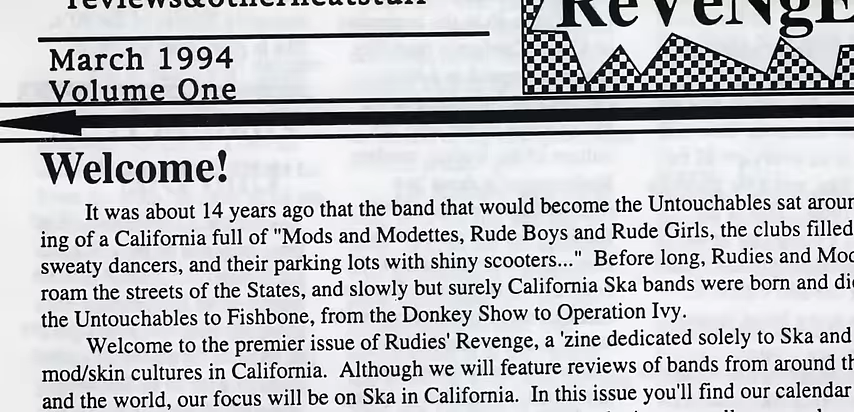 reviews&otherneatstuff
ReVeNgE
March 1994
Volume One
Welcome!
It was about 14 years ago that the band that would become the Untouchables sat
ing of a California full of "Mods and Modettes, Rude Boys and Rude Girls, the clubs filled
sweaty dancers, and their parking lots with shiny scooters..." Before long, Rudies and
roam the streets of the States, and slowly but surely California Ska bands were born and
the Untouchables to Fishbone, from the Donkey Show to Operation Ivy.
Welcome to the premier issue of Rudies' Revenge, a 'zine dedicated solely to Ska and
mod/skin cultures in California. Although we will feature reviews of bands from around
and the world, our focus will be on Ska in California. In this issue you'll find our calendar